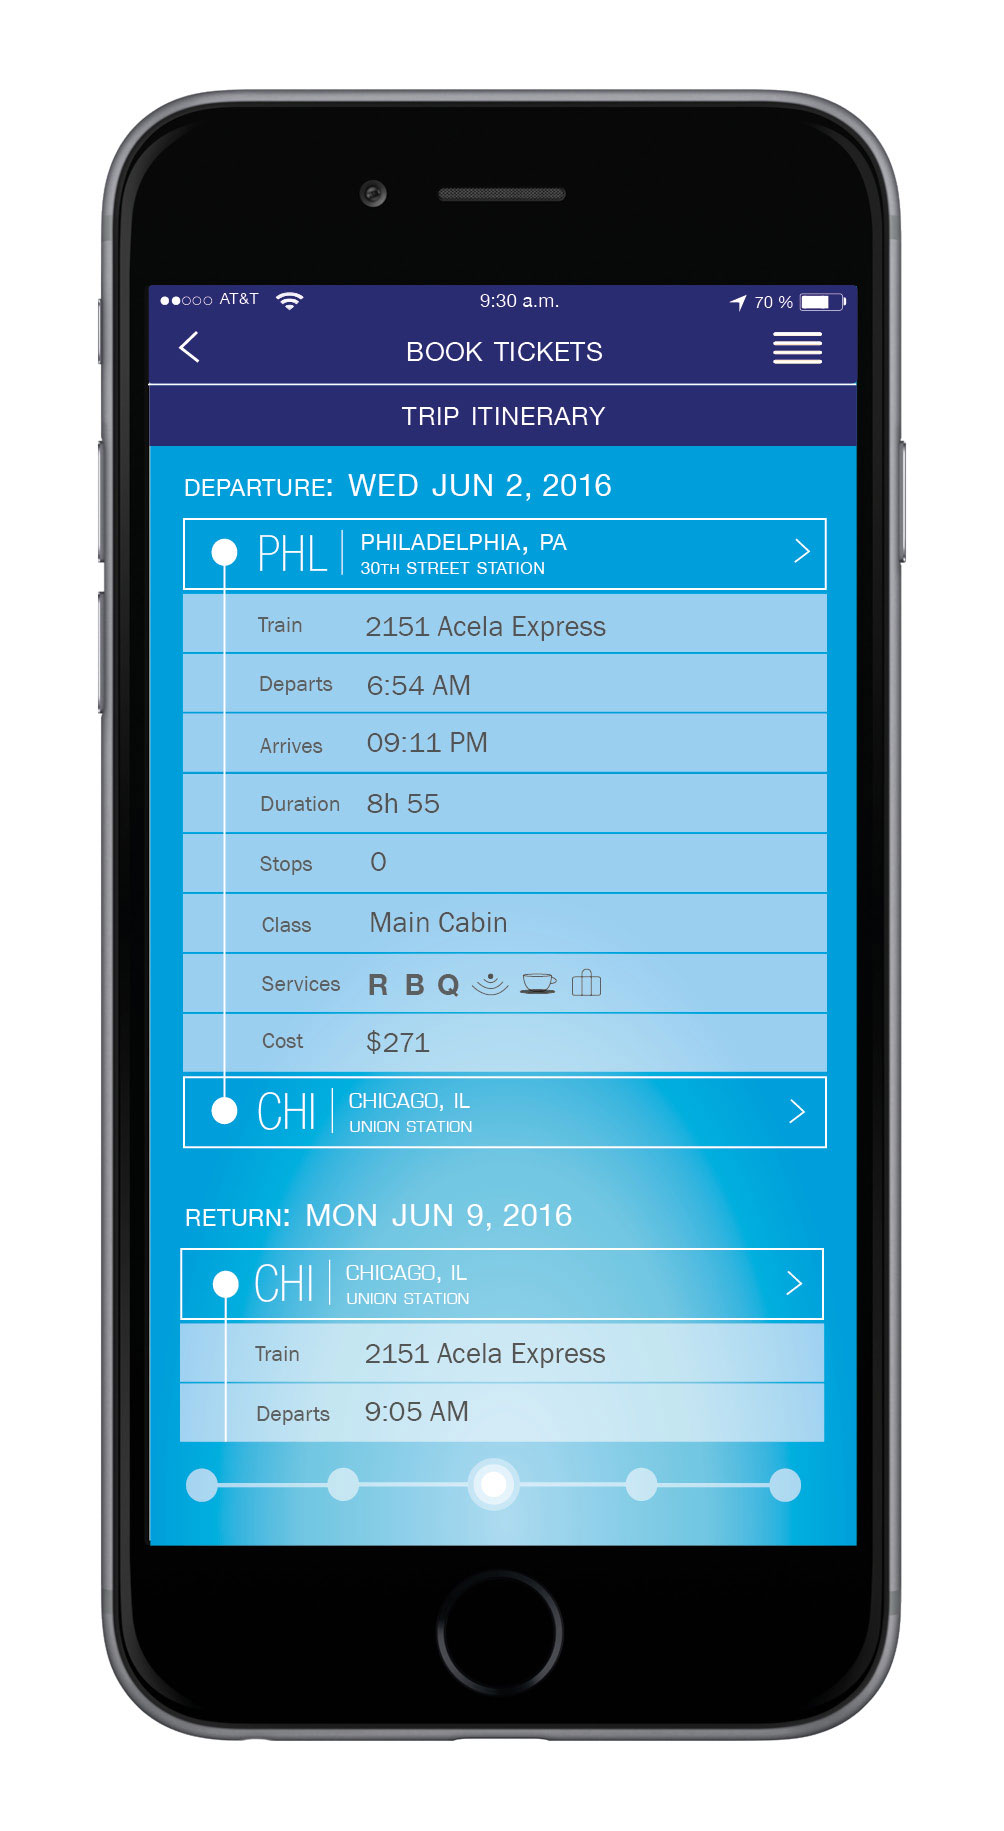 AT&T 9:30 a.m. 70 %
BOOK TICKETS
TRIP ITINERARY
DEPARTURE: WED JUN 2, 2016
PHL PHILADELPHIA, PA
30TH STREET STATION
Train 2151 Acela Express
Departs 6:54 AM
Arrives 09:11 PM
Duration 8h 55
Stops 0
Class Main Cabin
Services R B Q
Cost $271
CHI CHICAGO, IL
UNION STATION
RETURN: MON JUN 9, 2016
CHI CHICAGO, IL
UNION STATION
Train 2151 Acela Express
Departs 9:05 AM